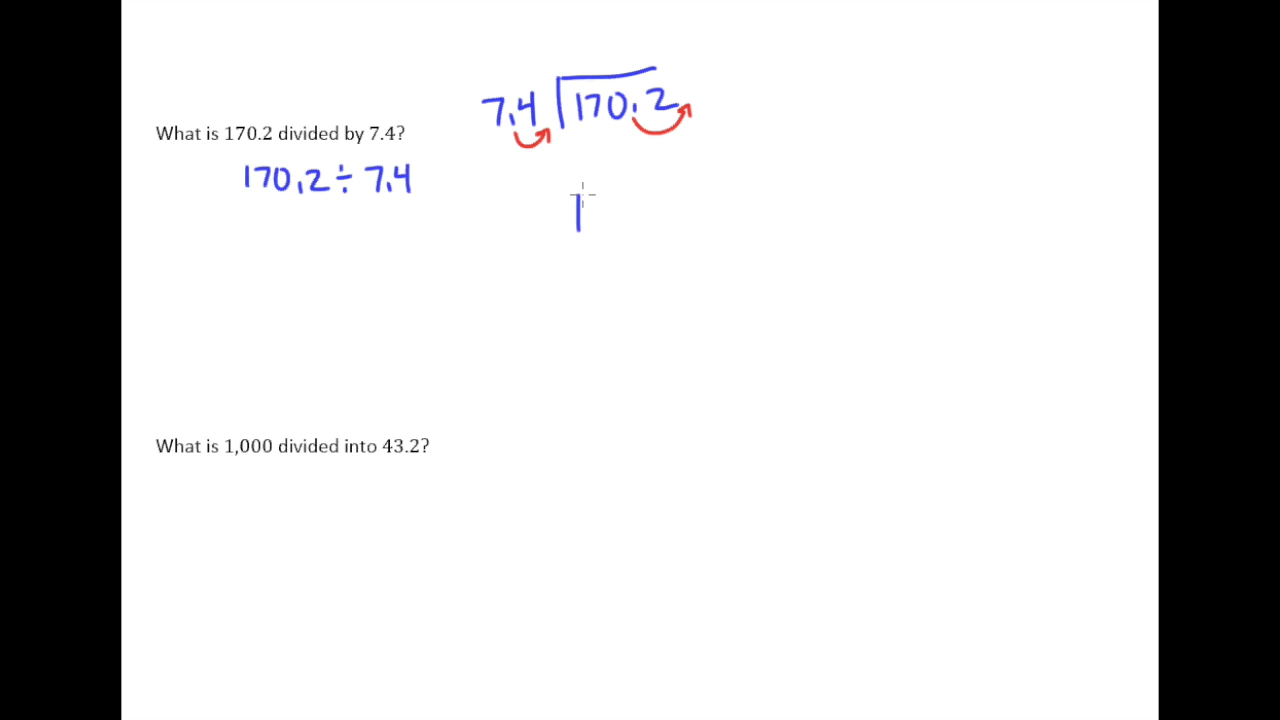 7.4 170.2
What is 170.2 divided by 7.4?
170.2 ÷ 7.4
What is 1,000 divided into 43.2?